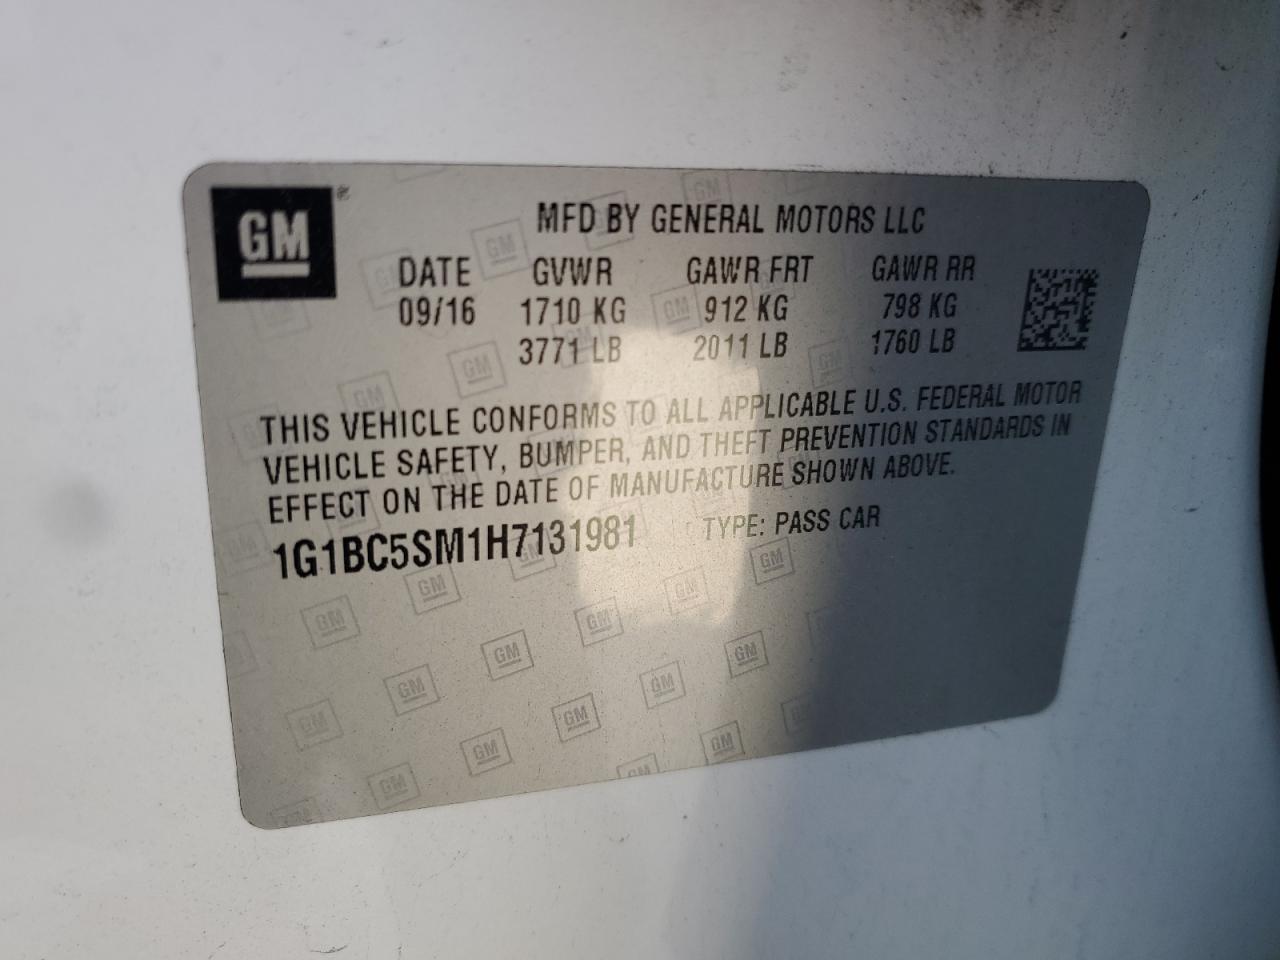 GM®
MFD BY GENERAL MOTORS LLC
DATE GVWR GAWR FRT GAWR RR
09/16 1710 KG 912 KG 798 KG
3771 LB 2011 LB 1760 LB
THIS VEHICLE CONFORMS TO ALL APPLICABLE U.S. FEDERAL MOTOR
VEHICLE SAFETY, BUMPER, AND THEFT PREVENTION STANDARDS IN
EFFECT ON THE DATE OF MANUFACTURE SHOWN ABOVE.
1G1BC5SM1H7131981 TYPE: PASS CAR